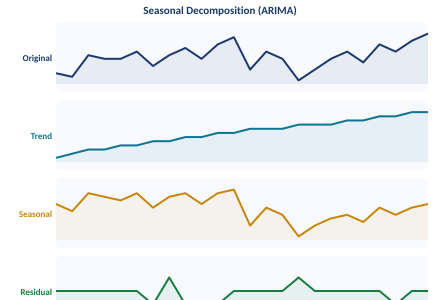 Seasonal Decomposition (ARIMA)
Original
Trend
Seasonal
Residual